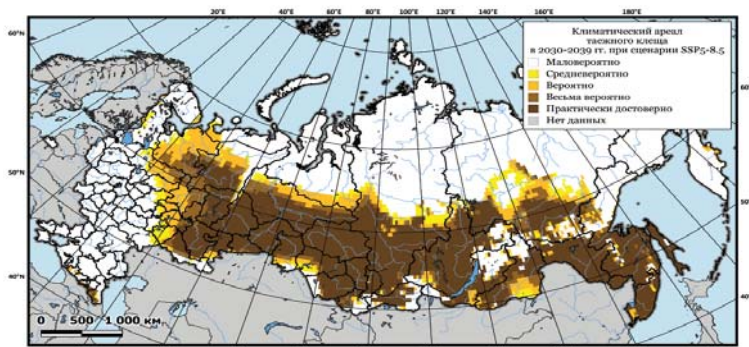 20°E 40°E 60°E 80°E 100°E 120°E 140°E 160°E 180°E
60°N
50°N
40°N
Климатический ареал
таежного клеща
в 2030-2039 гг. при сценарии SSP5-8.5
Маловероятно
Средневероятно
Вероятно
Весьма вероятно
Практически достоверно
Нет данных
0 500 1 000 км.